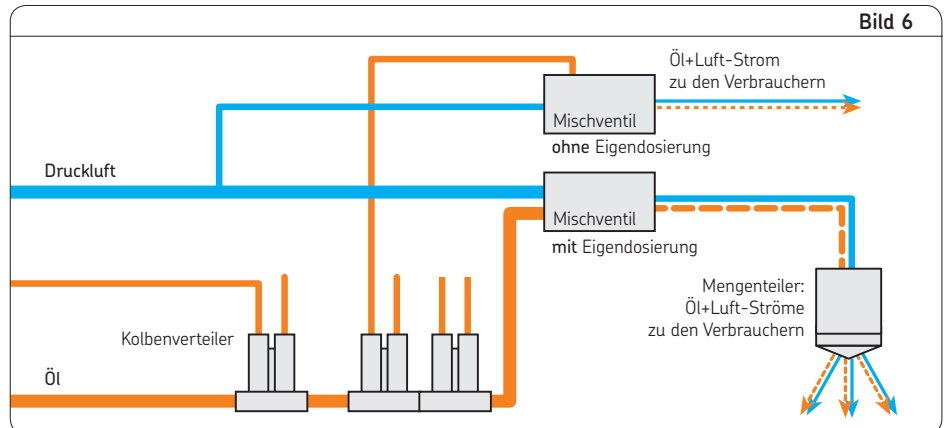 Bild 6
Öl+Luft-Strom
zu den Verbrauchern
Mischventil
ohne Eigendosierung
Druckluft
Mischventil
mit Eigendosierung
Mengenteiler:
Öl+Luft-Ströme
zu den Verbrauchern
Kolbenverteiler
Öl